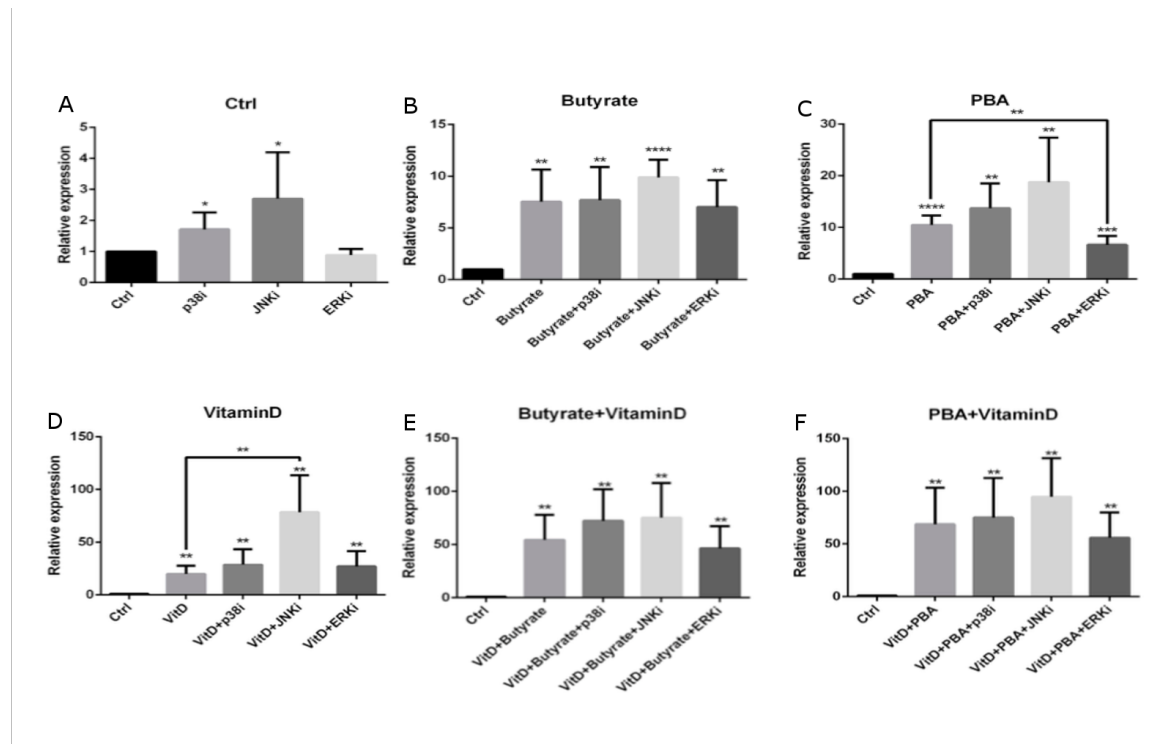 A
Ctrl
Relative expression
5
4
3
2
1
0
*
*
Ctrl
p38i
JNKi
ERKi
B
Butyrate
Relative expression
15
10
5
0
**
**
****
**
Ctrl
Butyrate
Butyrate+p38i
Butyrate+JNKi
Butyrate+ERKi
C
PBA
Relative expression
30
20
10
0
**
****
**
**
***
Ctrl
PBA
PBA+p38i
PBA+JNKi
PBA+ERKi
D
VitaminD
Relative expression
150
100
50
0
**
**
**
**
**
Ctrl
VitD
VitD+p38i
VitD+JNKi
VitD+ERKi
E
Butyrate+VitaminD
Relative expression
150
100
50
0
**
**
**
**
Ctrl
VitD+Butyrate
VitD+Butyrate+p38i
VitD+Butyrate+JNKi
VitD+Butyrate+ERKi
F
PBA+VitaminD
Relative expression
150
100
50
0
**
**
**
**
Ctrl
VitD+PBA
VitD+PBA+p38i
VitD+PBA+JNKi
VitD+PBA+ERKi